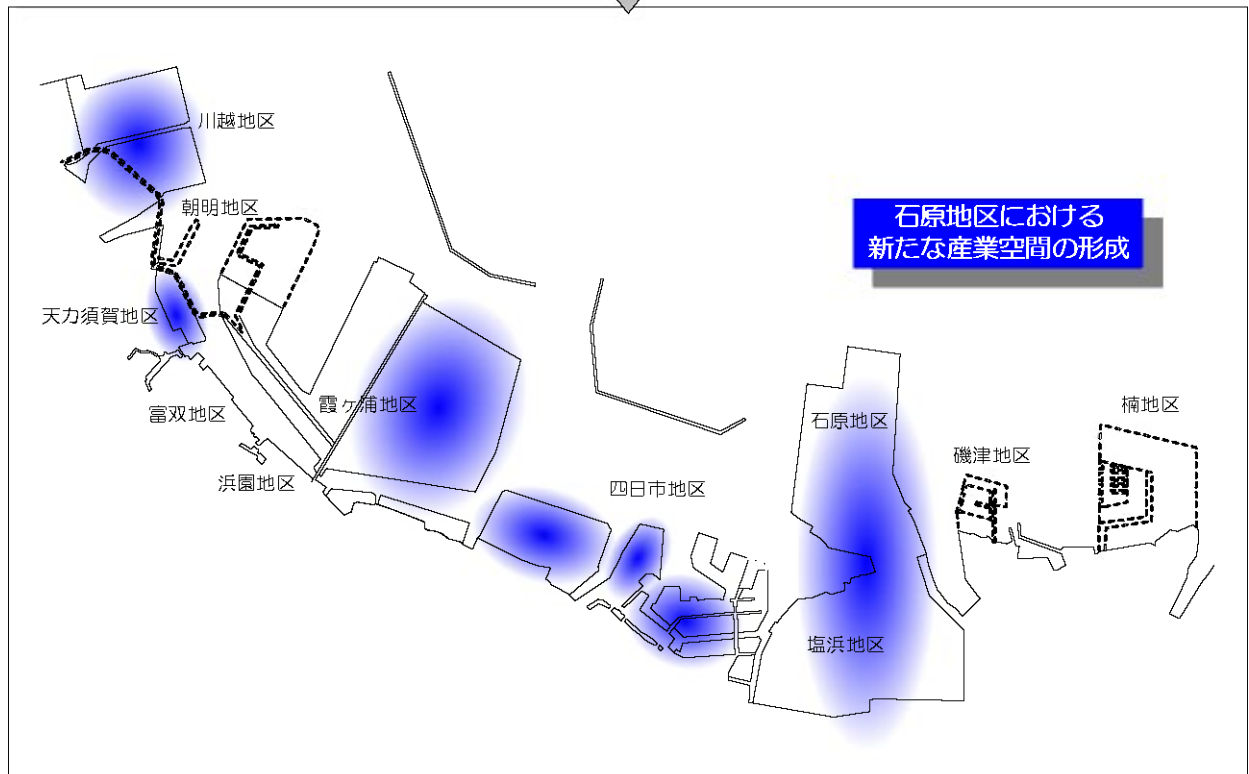 川越地区
朝明地区
石原地区における
新たな産業空間の形成
天力須賀地区
富双地区
霞ヶ浦地区
浜園地区
四日市地区
石原地区
楠地区
磯津地区
塩浜地区